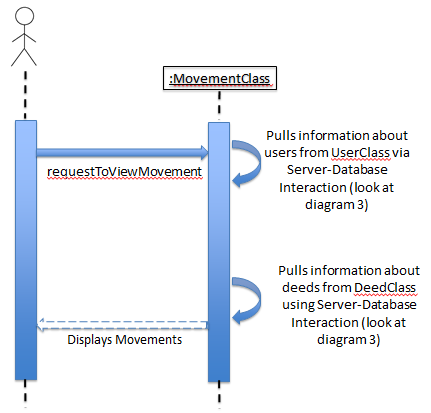 :MovementClass
Pulls information about
users from UserClass via
Server-Database
Interaction (look at
diagram 3)
requestToViewMovement
Pulls information about
deeds from DeedClass
using Server-Database
Interaction (look at
diagram 3)
Displays Movements